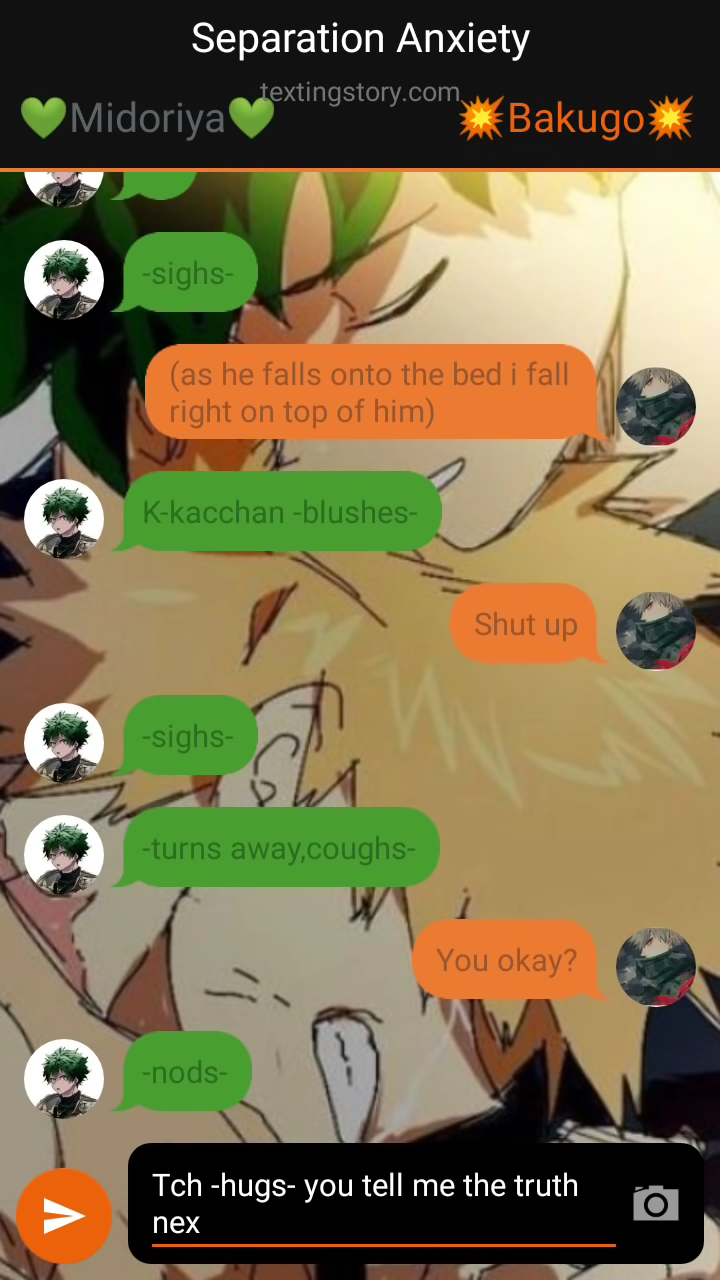 Separation Anxiety
textingstory.com
💚Midoriya💚
💥Bakugo💥
-sighs-
(as he falls onto the bed i fall
right on top of him)
K-kacchan -blushes-
Shut up
-sighs-
-turns away,coughs-
You okay?
-nods-
Tch -hugs- you tell me the truth
nex